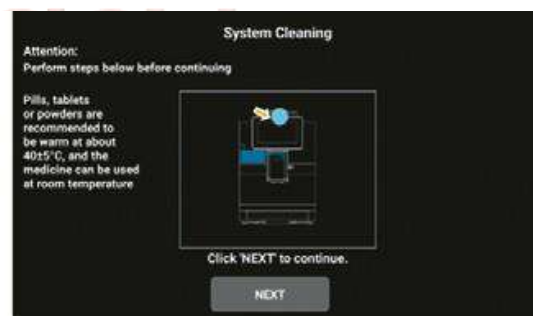 System Cleaning
Attention:
Perform steps below before continuing
Pills, tablets
or powders are
recommended to
be warm at about
40±5°C, and the
medicine can be used
at room temperature
Click 'NEXT' to continue.
NEXT